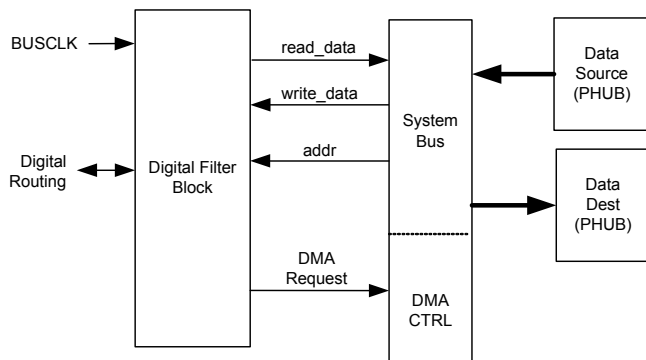 BUSCLK
Digital
Routing
Digital Filter
Block
read_data
write_data
addr
DMA
Request
System
Bus
DMA
CTRL
Data
Source
(PHUB)
Data
Dest
(PHUB)